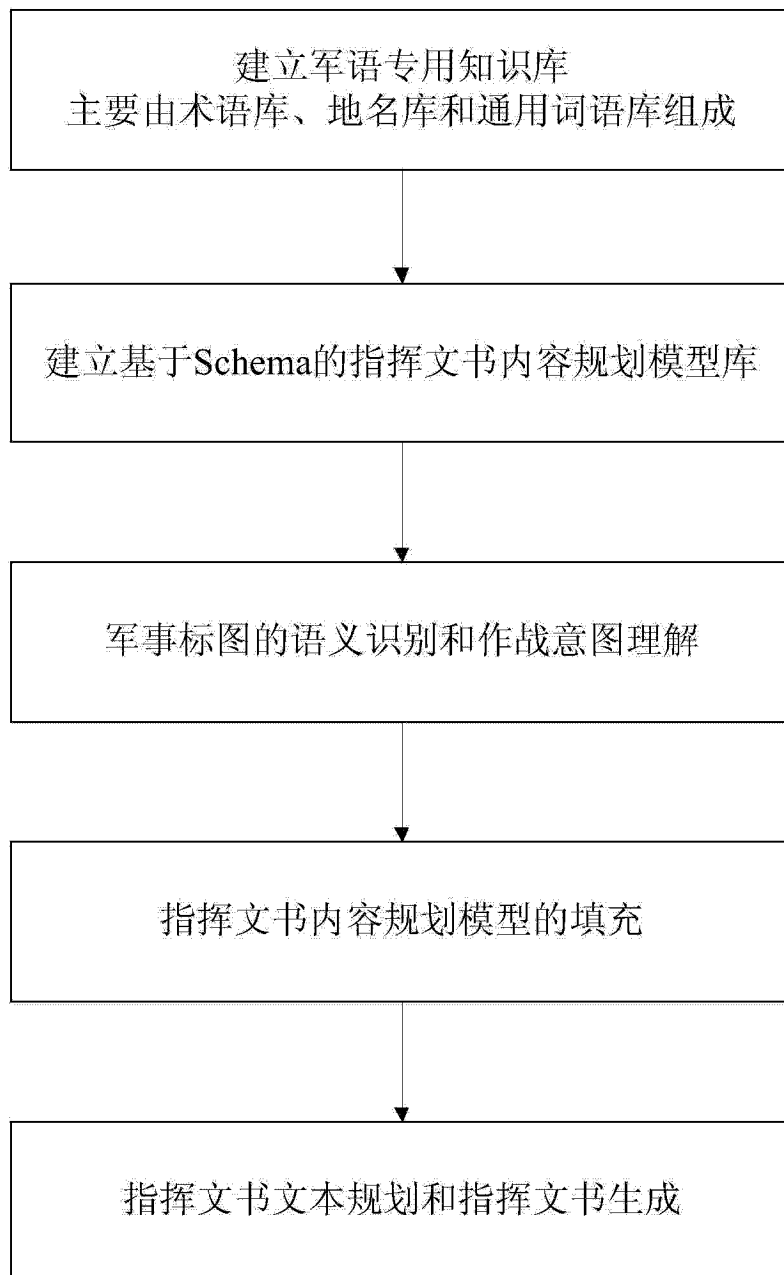 建立军语专用知识库
主要由术语库、地名库和通用词语库组成
建立基于Schema的指挥文书内容规划模型库
军事标图的语义识别和作战意图理解
指挥文书内容规划模型的填充
指挥文书文本规划和指挥文书生成